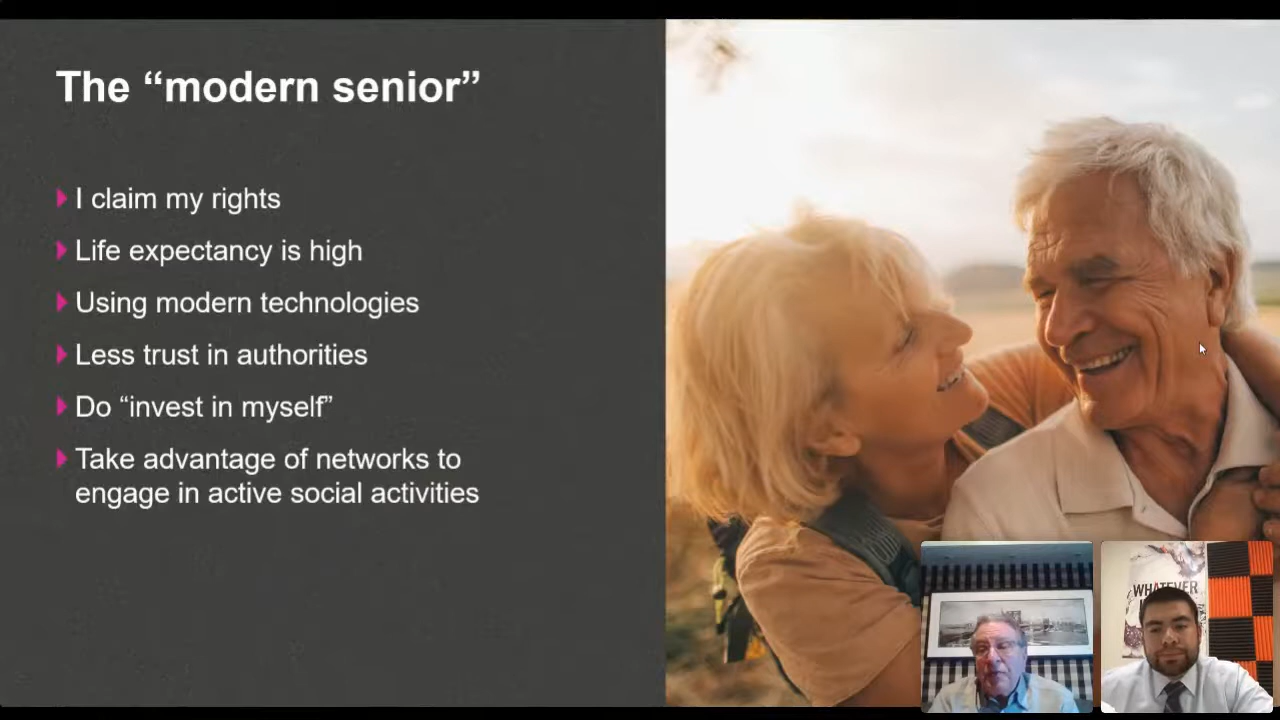 The “modern senior”
I claim my rights
Life expectancy is high
Using modern technologies
Less trust in authorities
Do “invest in myself”
Take advantage of networks to
engage in active social activities
WHATEVER